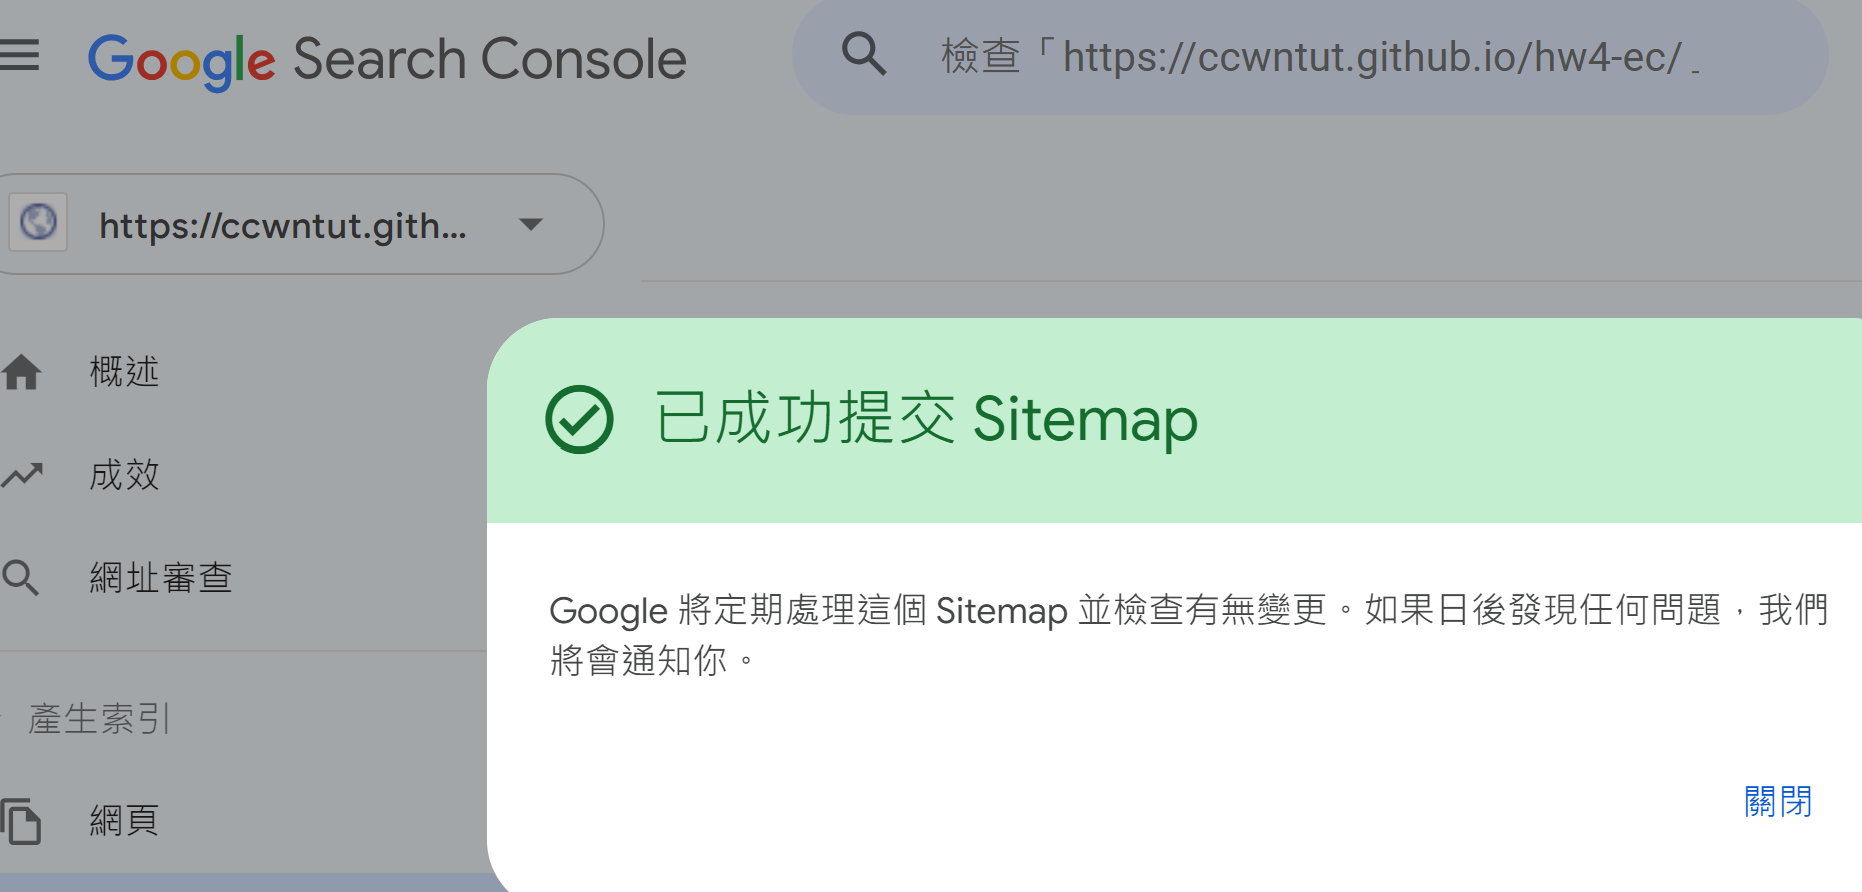 Google Search Console
檢查「https://ccwntut.github.io/hw4-ec/
https://ccwntut.gith...
概述
成效
網址審查
產生索引
網頁
已成功提交 Sitemap
Google 將定期處理這個 Sitemap 並檢查有無變更。如果日後發現任何問題，我們
將會通知你。
關閉